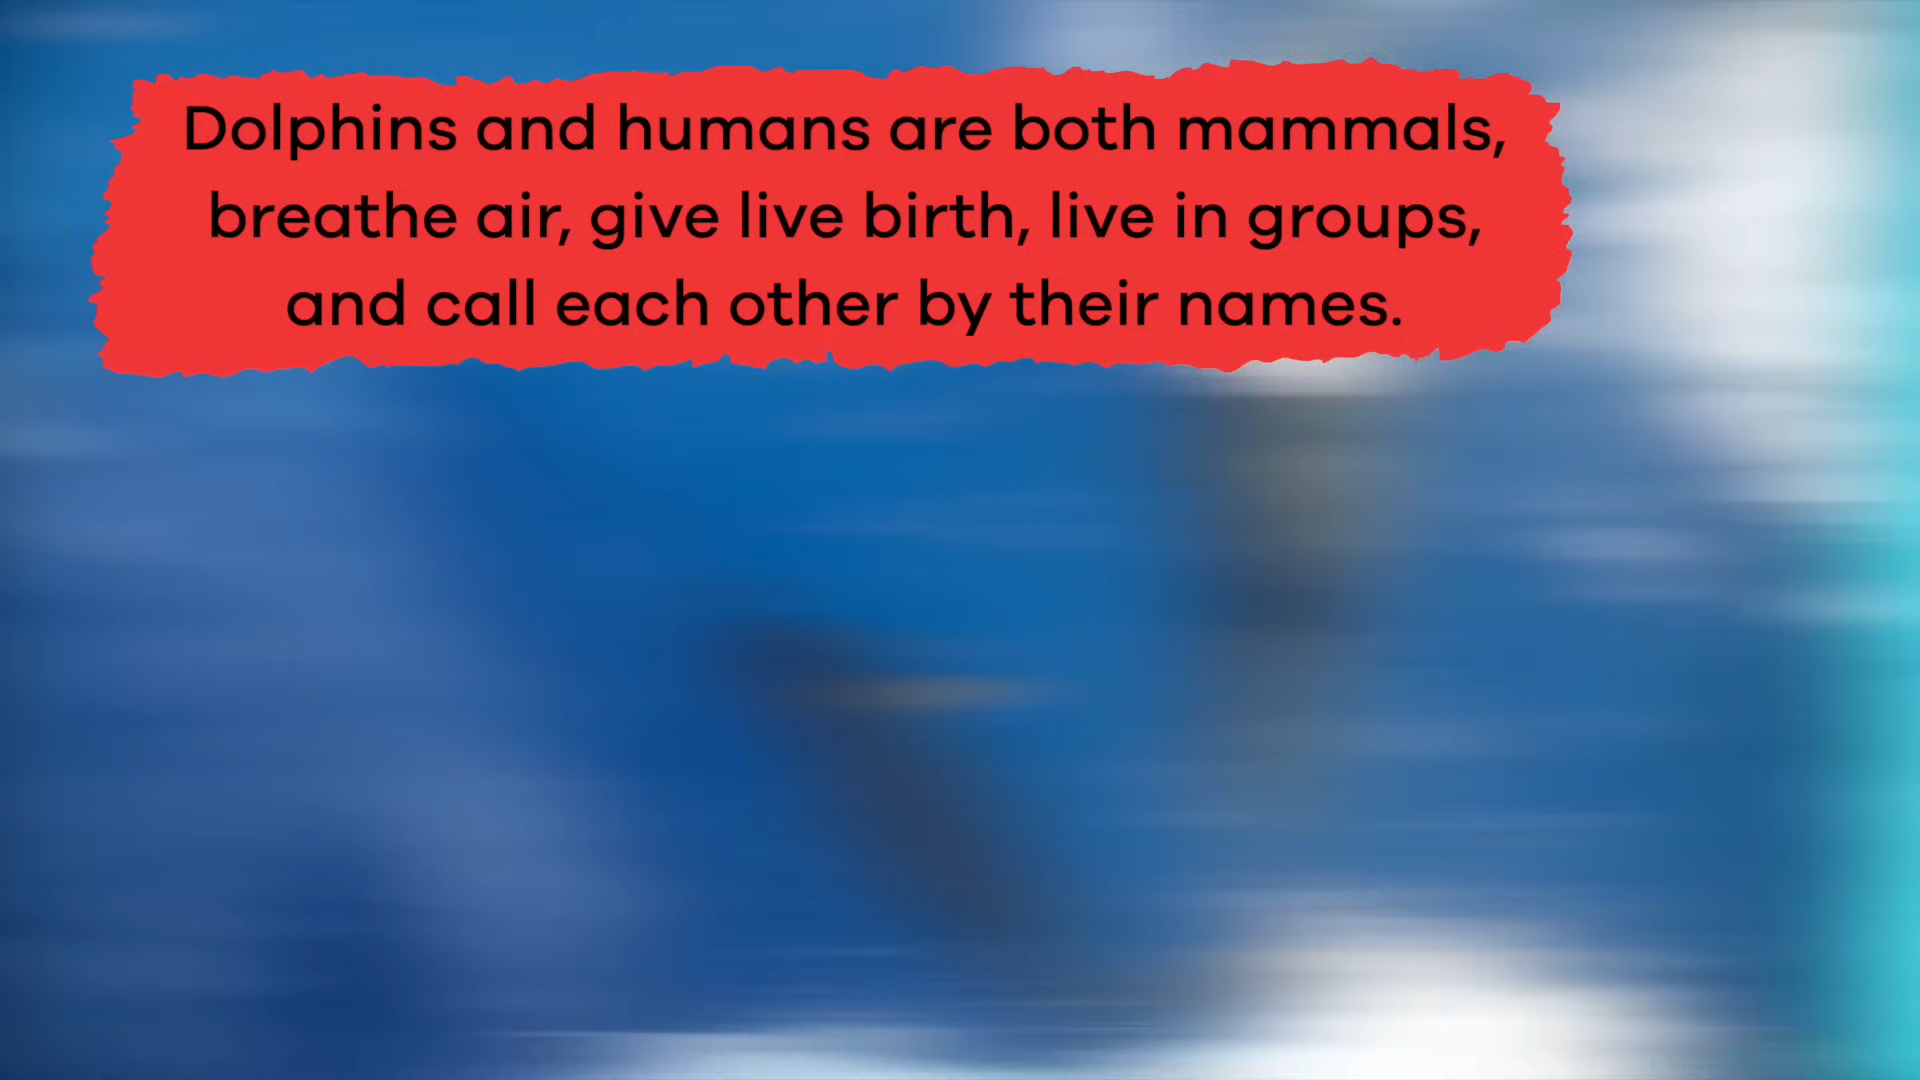 Dolphins and humans are both mammals,
breathe air, give live birth, live in groups,
and call each other by their names.